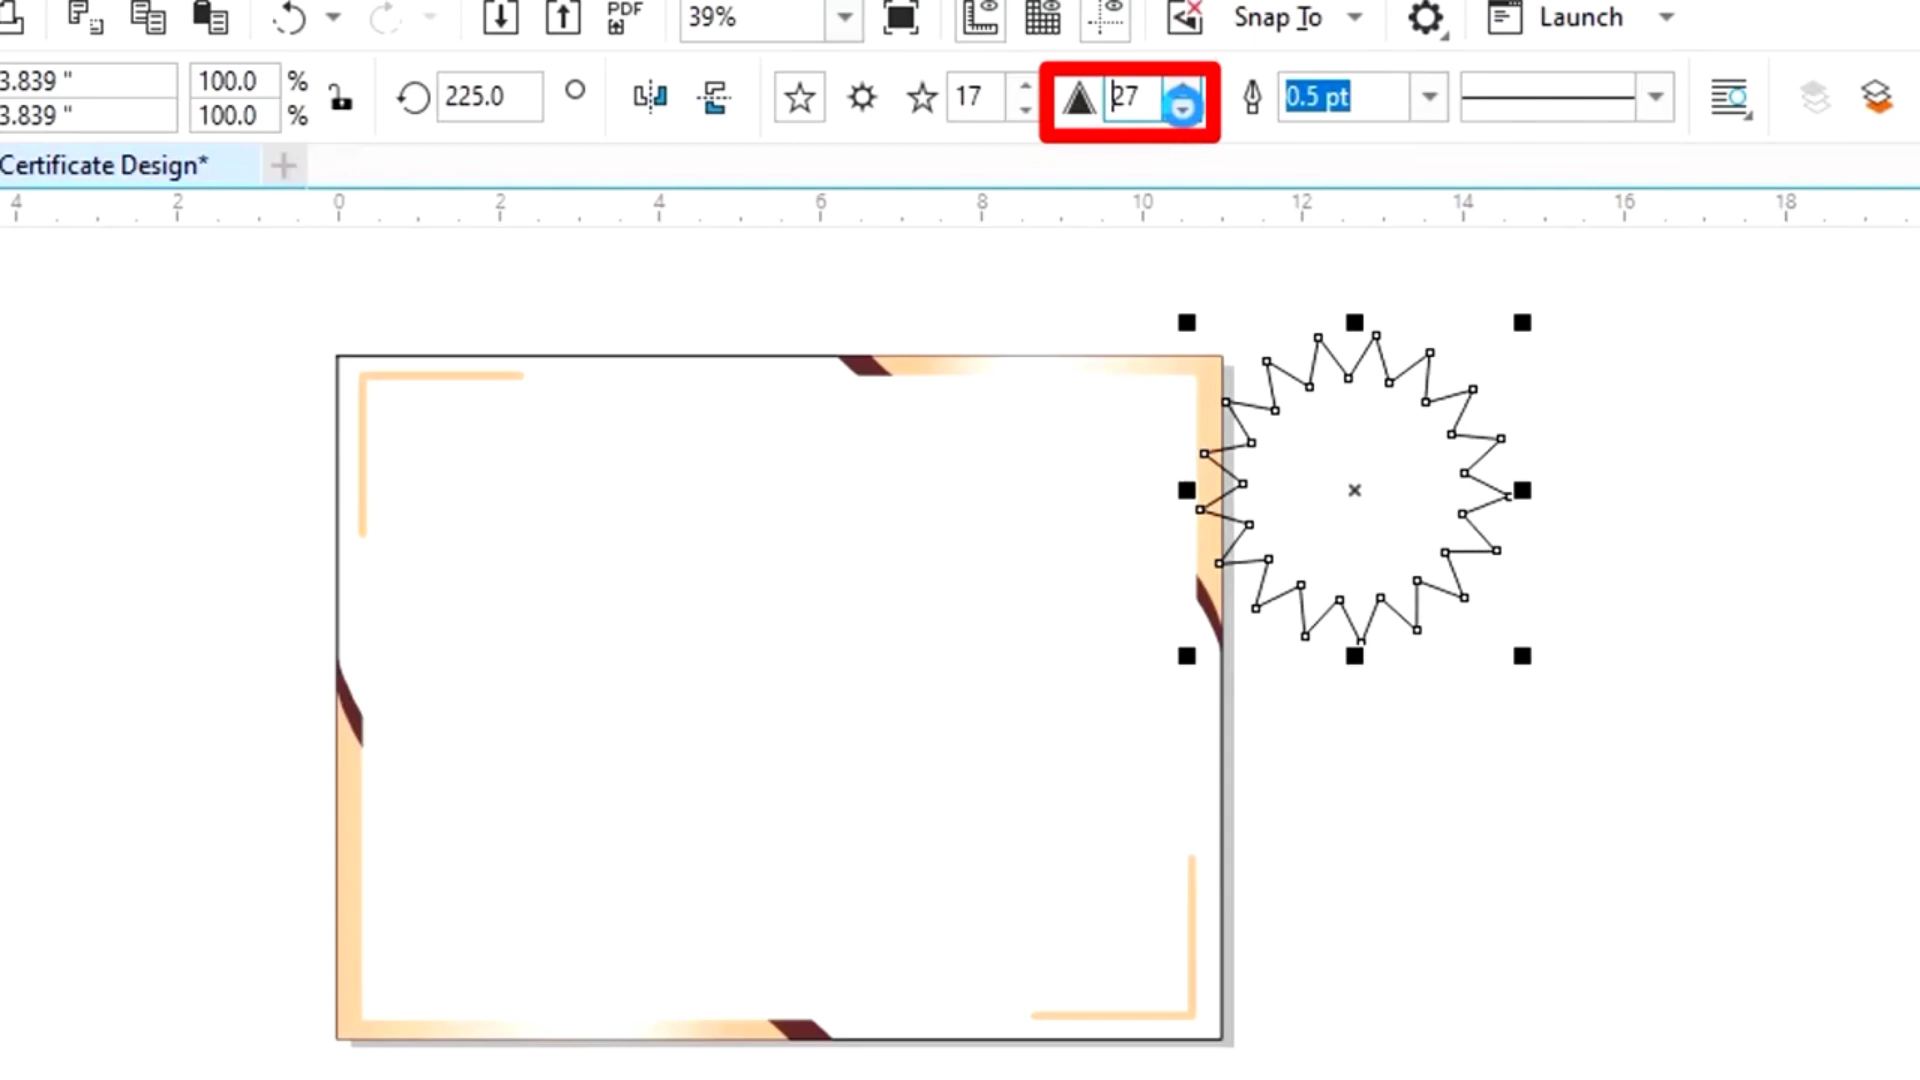 PDF 39% Snap To Launch
3.839 " 100.0 %
225.0 17 27 0.5 pt
3.839 " 100.0 %
Certificate Design*
4 2 0 2 4 6 8 10 12 14 16 18